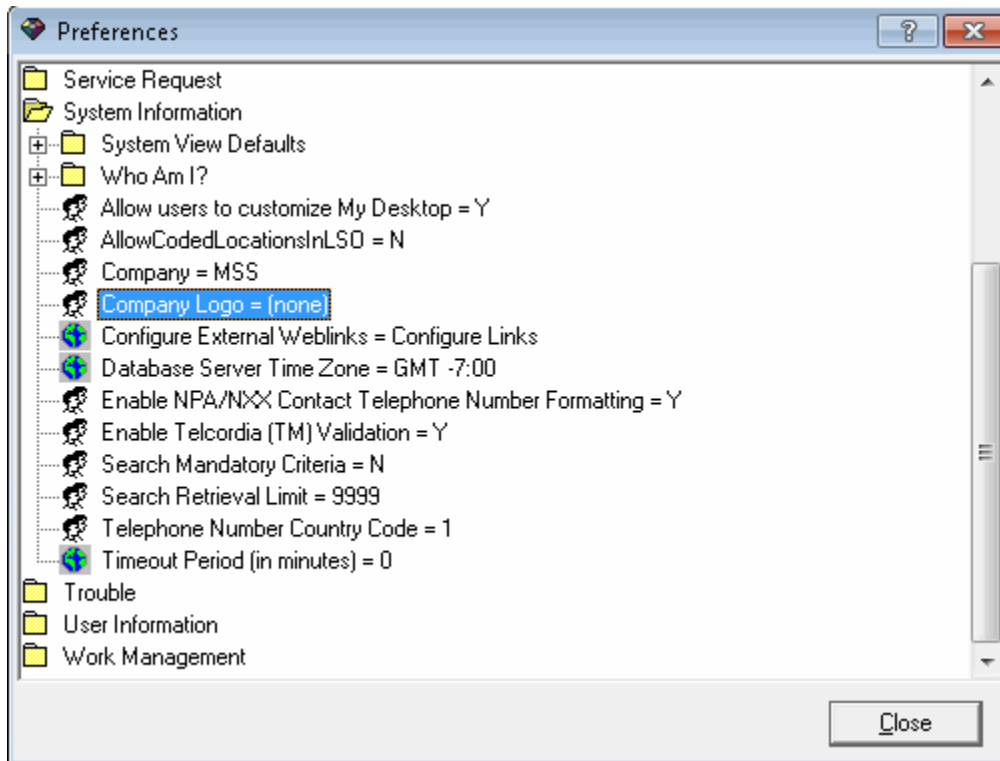 Preferences
Service Request
System Information
System View Defaults
Who Am I?
Allow users to customize My Desktop = Y
AllowCodedLocationsInLSO = N
Company = MSS
Company Logo = (none)
Configure External Weblinks = Configure Links
Database Server Time Zone = GMT -7:00
Enable NPA/NXX Contact Telephone Number Formatting = Y
Enable Telcordia (TM) Validation = Y
Search Mandatory Criteria = N
Search Retrieval Limit = 9999
Telephone Number Country Code = 1
Timeout Period (in minutes) = 0
Trouble
User Information
Work Management
Close